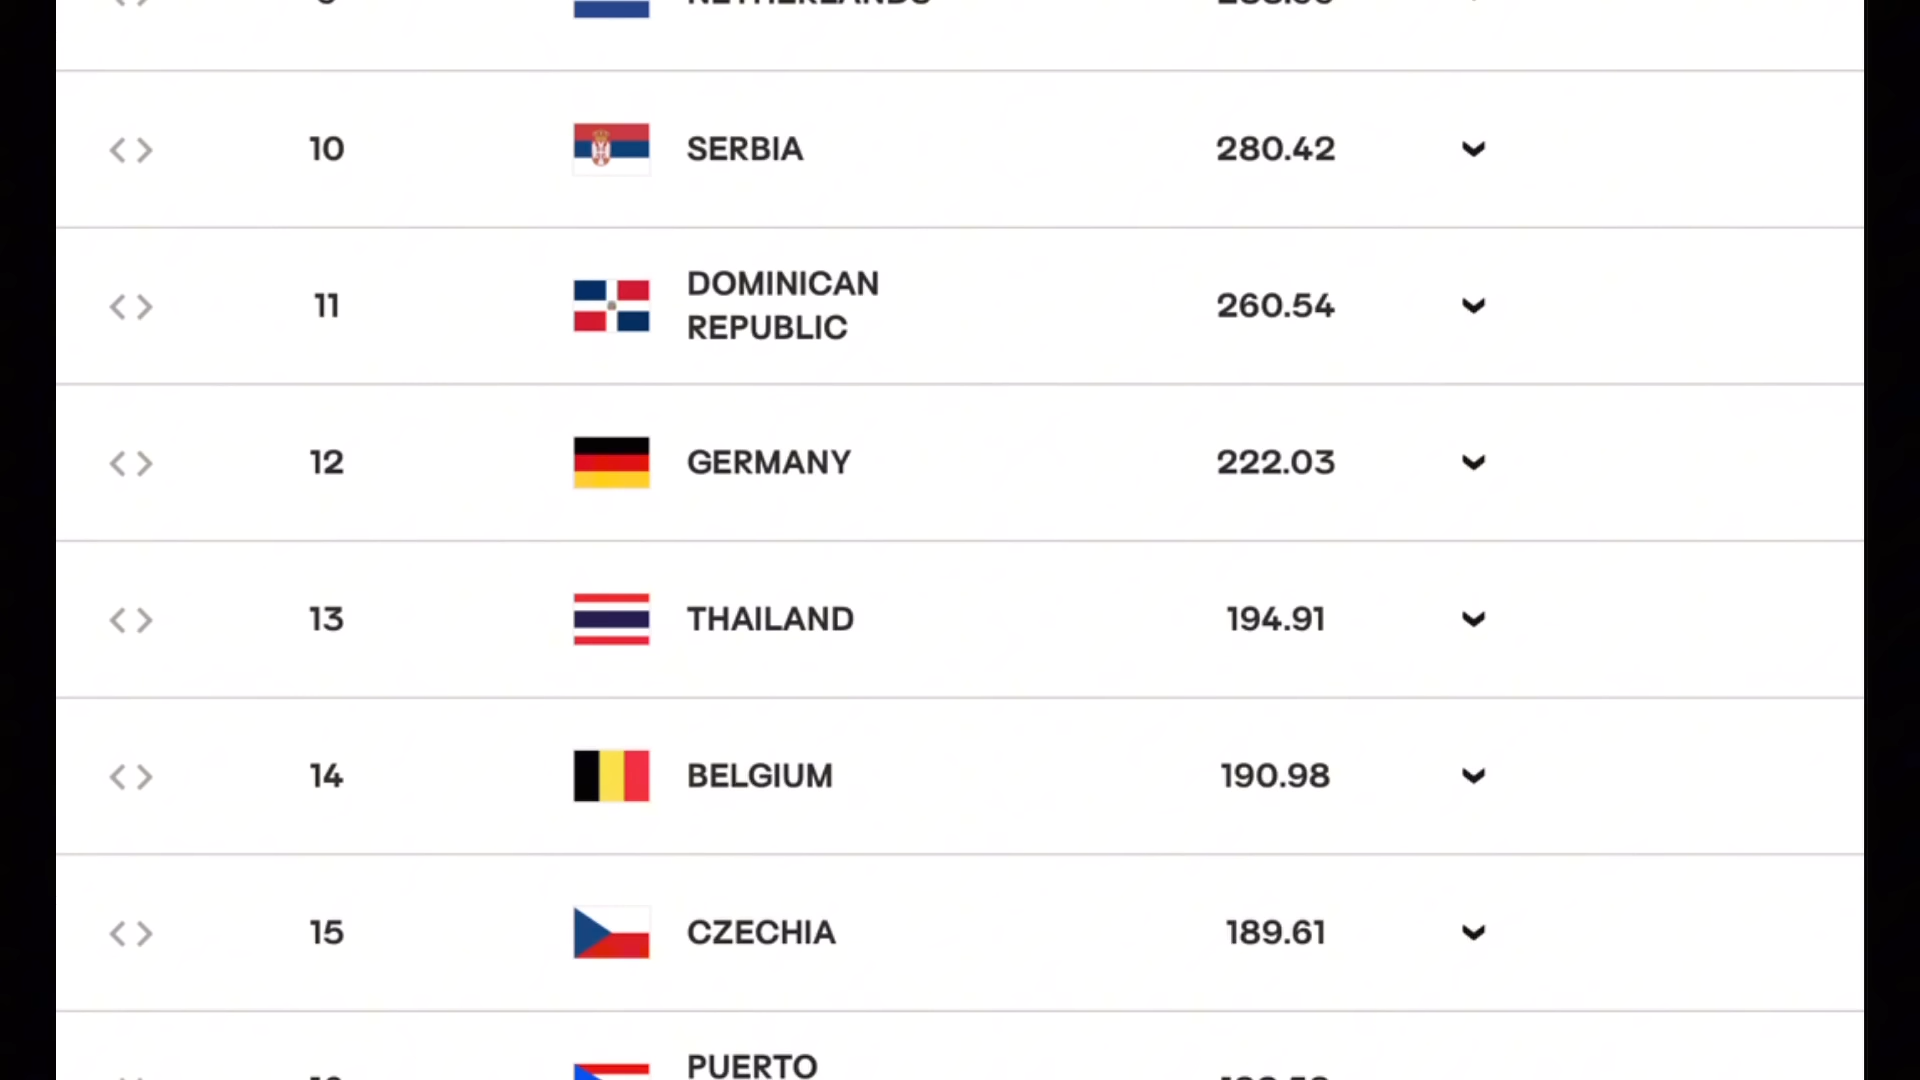 NETHERLANDS
10 SERBIA 280.42
11 DOMINICAN REPUBLIC 260.54
12 GERMANY 222.03
13 THAILAND 194.91
14 BELGIUM 190.98
15 CZECHIA 189.61
PUERTO